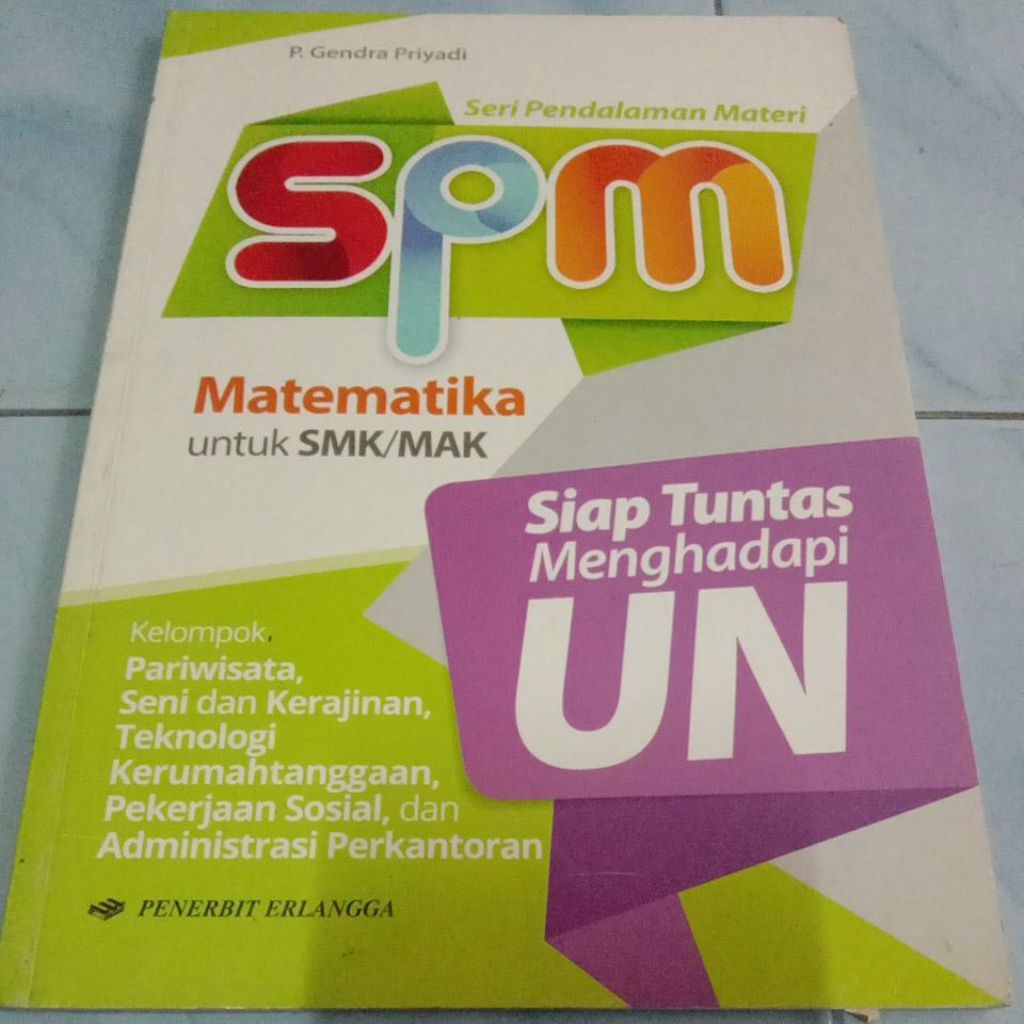 P. Gendra Priyadi
Seri Pendalaman Materi
SPM
Matematika
untuk SMK/MAK
Siap Tuntas
Menghadapi
UN
Kelompok
Pariwisata,
Seni dan Kerajinan,
Teknologi
Kerumahtanggaan,
Pekerjaan Sosial, dan
Administrasi Perkantoran
PENERBIT ERLANGGA